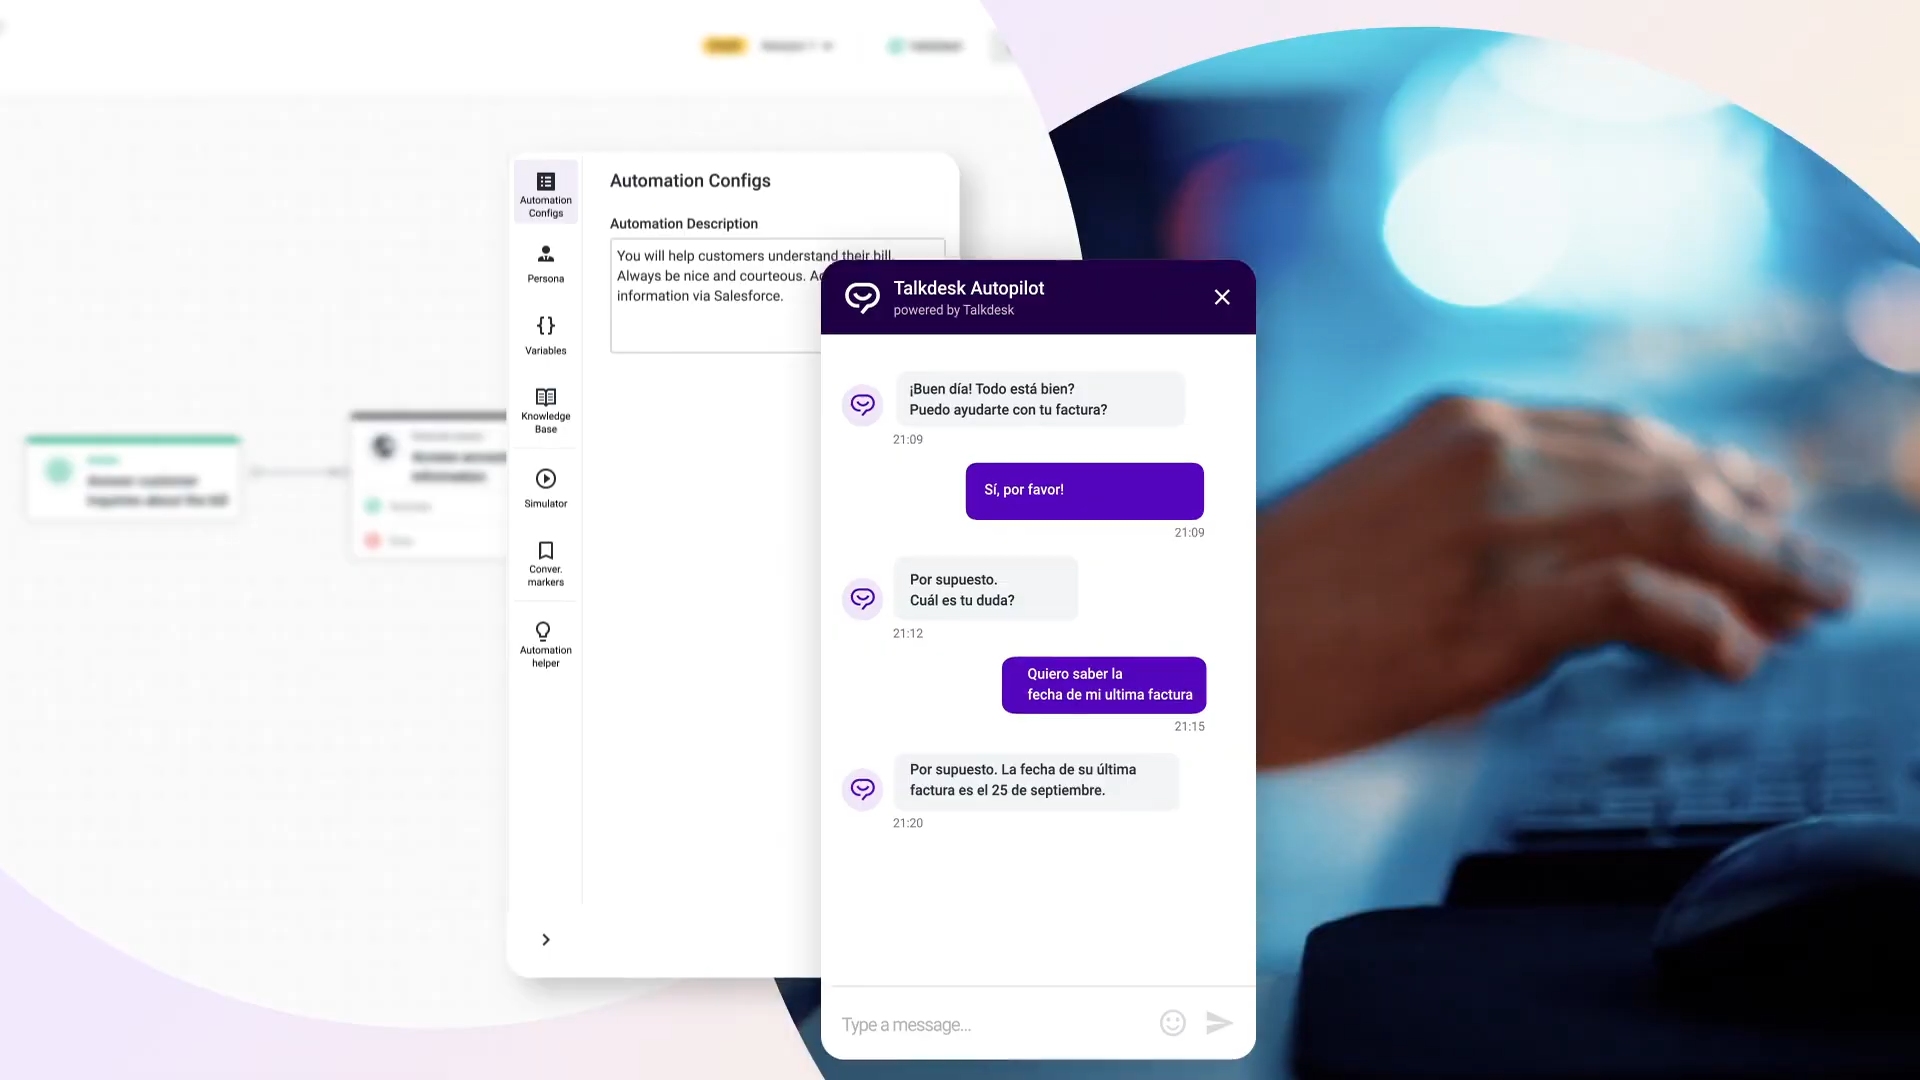 Automation
Configs
Persona
Variables
Knowledge
Base
Simulator
Conver.
markers
Automation
helper
Automation Configs
Automation Description
You will help customers understand their bill.
Always be nice and courteous.
information via Salesforce.
Talkdesk Autopilot
powered by Talkdesk
¡Buen día! Todo está bien?
Puedo ayudarte con tu factura?
21:09
Sí, por favor!
21:09
Por supuesto.
Cuál es tu duda?
21:12
Quiero saber la
fecha de mi ultima factura
21:15
Por supuesto. La fecha de su última
factura es el 25 de septiembre.
21:20
Type a message...